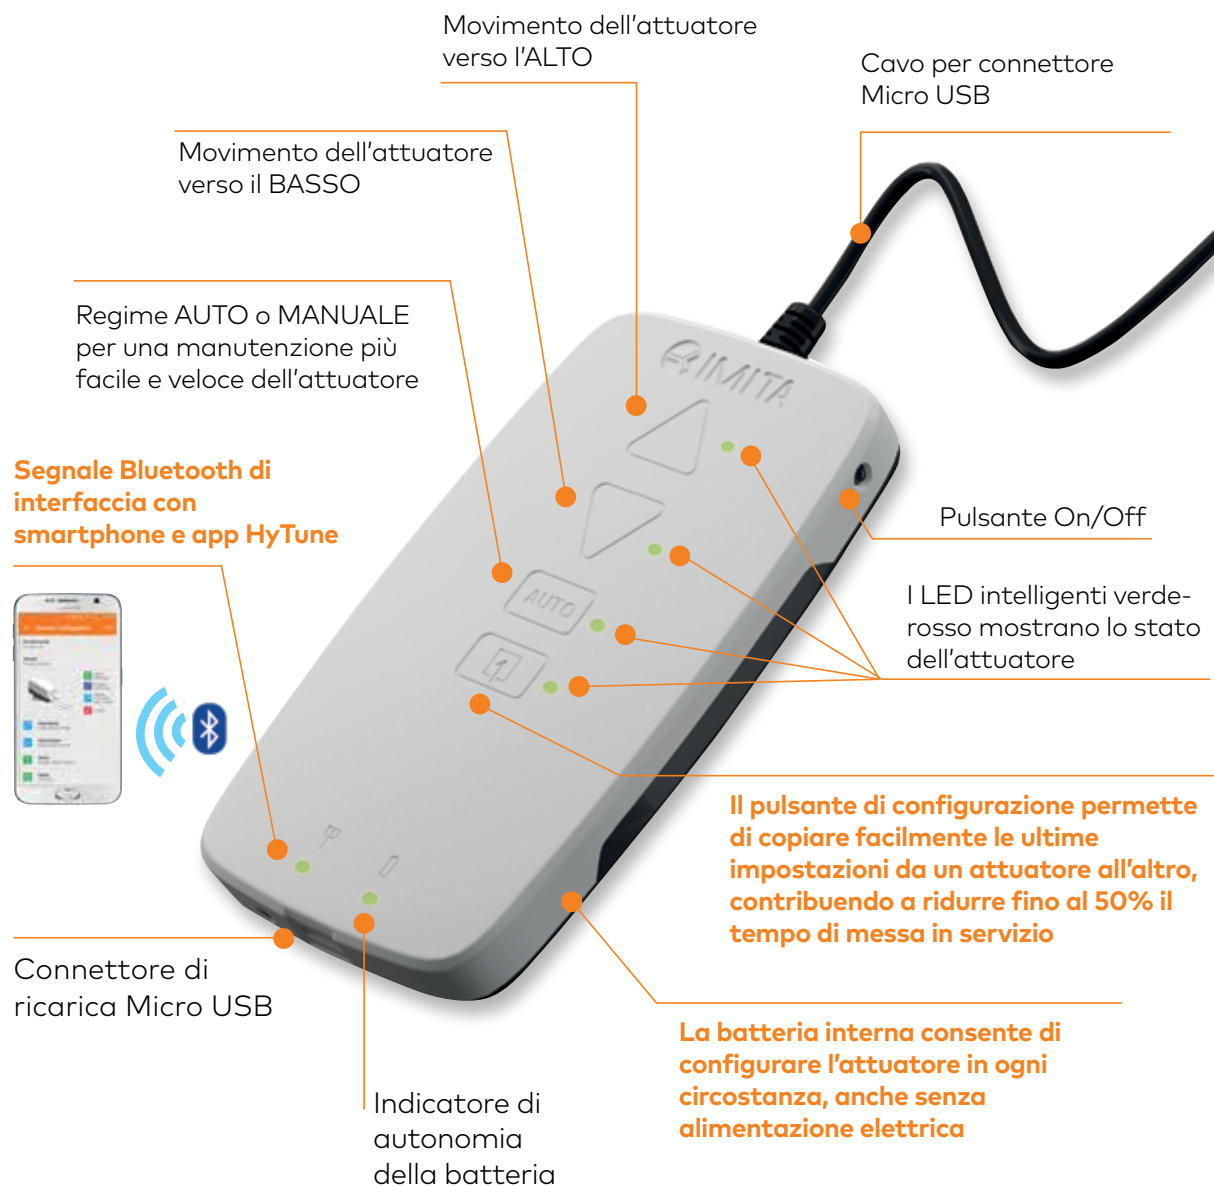 Movimento dell'attuatore
verso l'ALTO
Cavo per connettore
Micro USB
Movimento dell'attuatore
verso il BASSO
Regime AUTO o MANUALE
per una manutenzione più
facile e veloce dell'attuatore
IMITA
Segnale Bluetooth di
interfaccia con
smartphone e app HyTune
Pulsante On/Off
AUTO
I LED intelligenti verde-
rosso mostrano lo stato
dell'attuatore
Il pulsante di configurazione permette
di copiare facilmente le ultime
impostazioni da un attuatore all'altro,
contribuendo a ridurre fino al 50% il
tempo di messa in servizio
Connettore di
ricarica Micro USB
La batteria interna consente di
configurare l'attuatore in ogni
circostanza, anche senza
alimentazione elettrica
Indicatore di
autonomia
della batteria